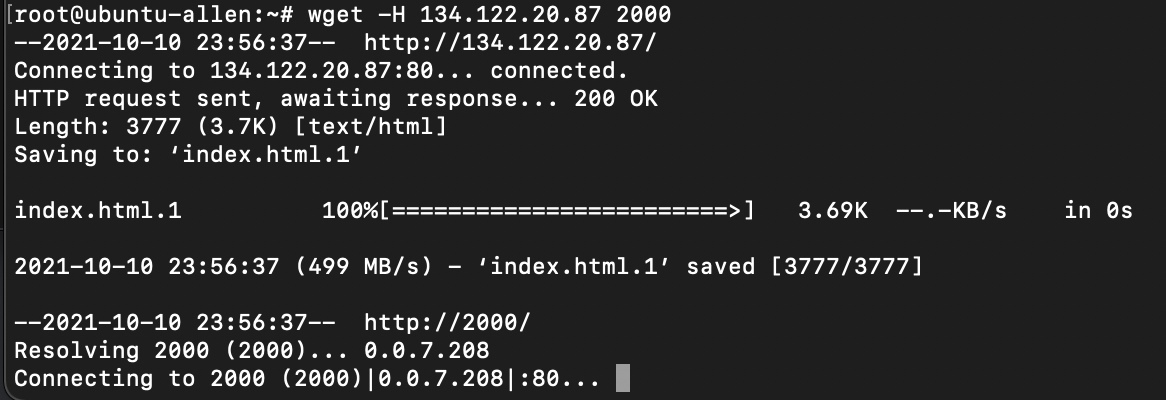 [root@ubuntu-allen:~# wget -H 134.122.20.87 2000
--2021-10-10 23:56:37--  http://134.122.20.87/
Connecting to 134.122.20.87:80... connected.
HTTP request sent, awaiting response... 200 OK
Length: 3777 (3.7K) [text/html]
Saving to: ‘index.html.1’
index.html.1          100%[========================>]   3.69K  --.-KB/s    in 0s
2021-10-10 23:56:37 (499 MB/s) - ‘index.html.1’ saved [3777/3777]
--2021-10-10 23:56:37--  http://2000/
Resolving 2000 (2000)... 0.0.7.208
Connecting to 2000 (2000)|0.0.7.208|:80...